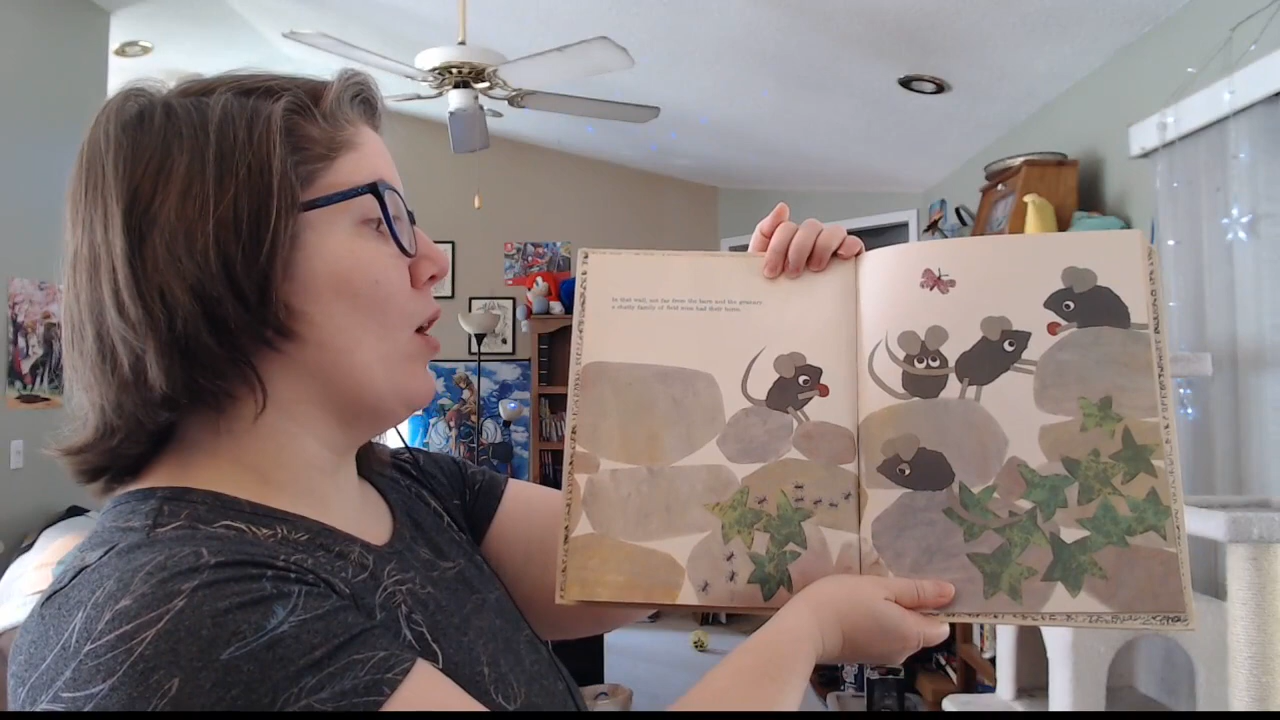 In that wall, not far from the barn and the granary,
a chatty family of field mice had their home.